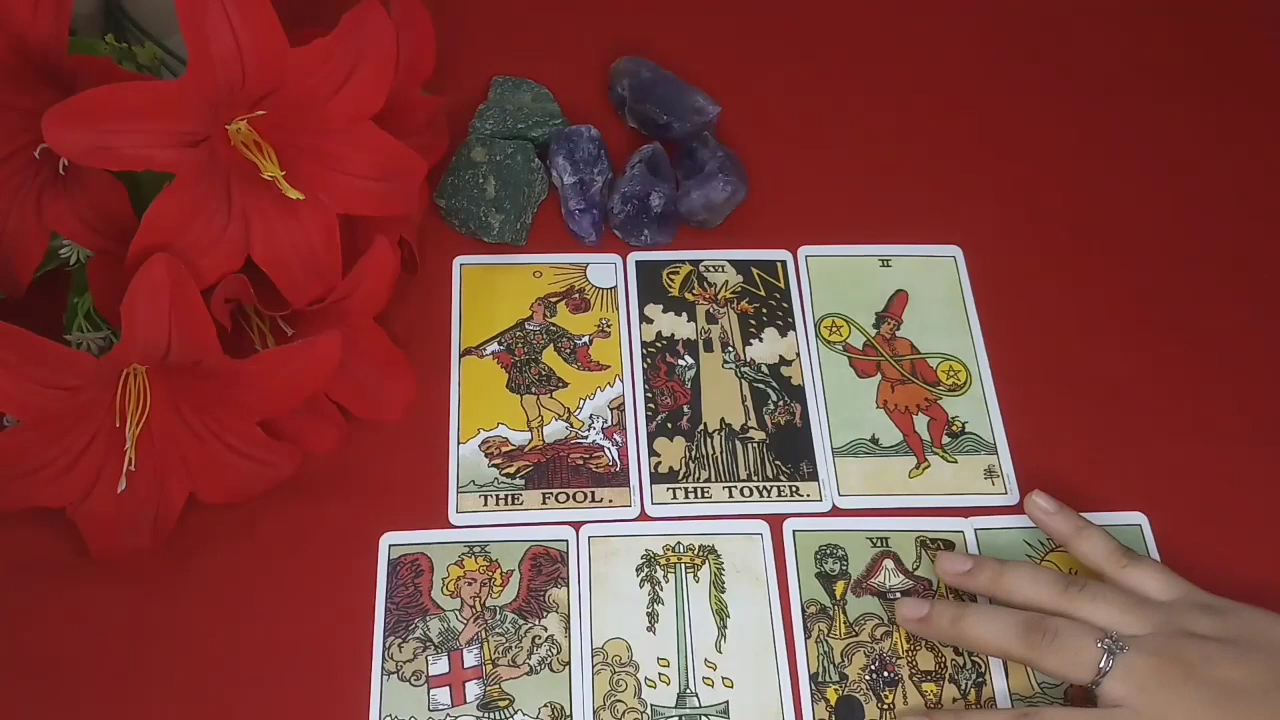 XVI
II
THE FOOL.
THE TOWER.
XX
VII